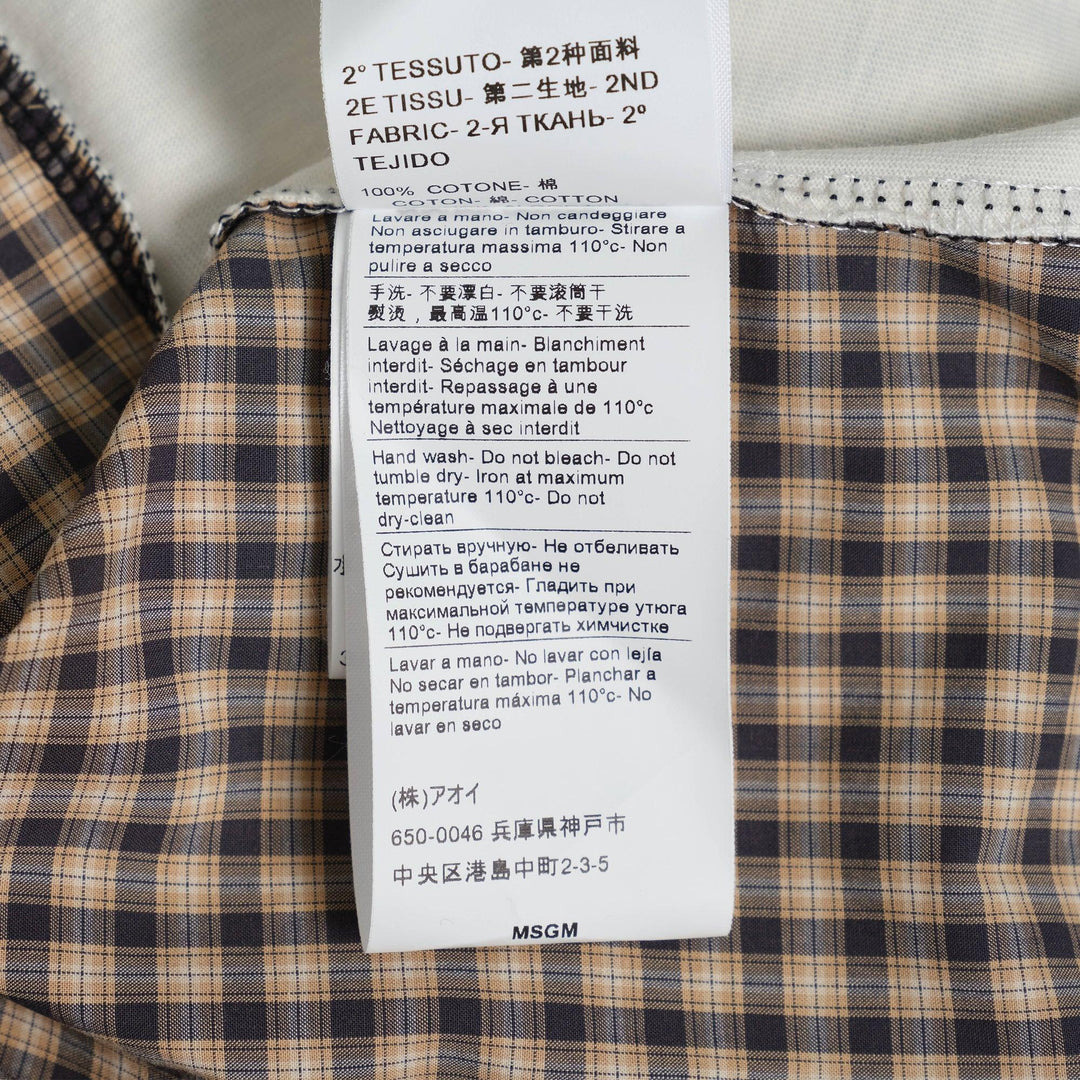 2° TESSUTO- 第2种面料
2E TISSU- 第二生地- 2ND
FABRIC- 2-Я ТКАНЬ- 2º
TEJIDO
100% COTONE- 棉
COTON- 綿- COTTON
Lavare a mano- Non candeggiare
Non asciugare in tamburo- Stirare a
temperatura massima 110°c- Non
pulire a secco
手洗- 不要漂白- 不要滚筒干
熨烫，最高温110°c- 不要干洗
Lavage à la main- Blanchiment
interdit- Séchage en tambour
interdit- Repassage à une
température maximale de 110°c
Nettoyage à sec interdit
Hand wash- Do not bleach- Do not
tumble dry- Iron at maximum
temperature 110°c- Do not
dry-clean
Стирать вручную- Не отбеливать
Сушить в барабане не
рекомендуется- Гладить при
максимальной температуре утюга
110°c- Не подвергать химчистке
Lavar a mano- No lavar con lejía
No secar en tambor- Planchar a
temperatura máxima 110°c- No
lavar en seco
(株)アオイ
650-0046 兵庫県神戸市
中央区港島中町2-3-5
MSGM